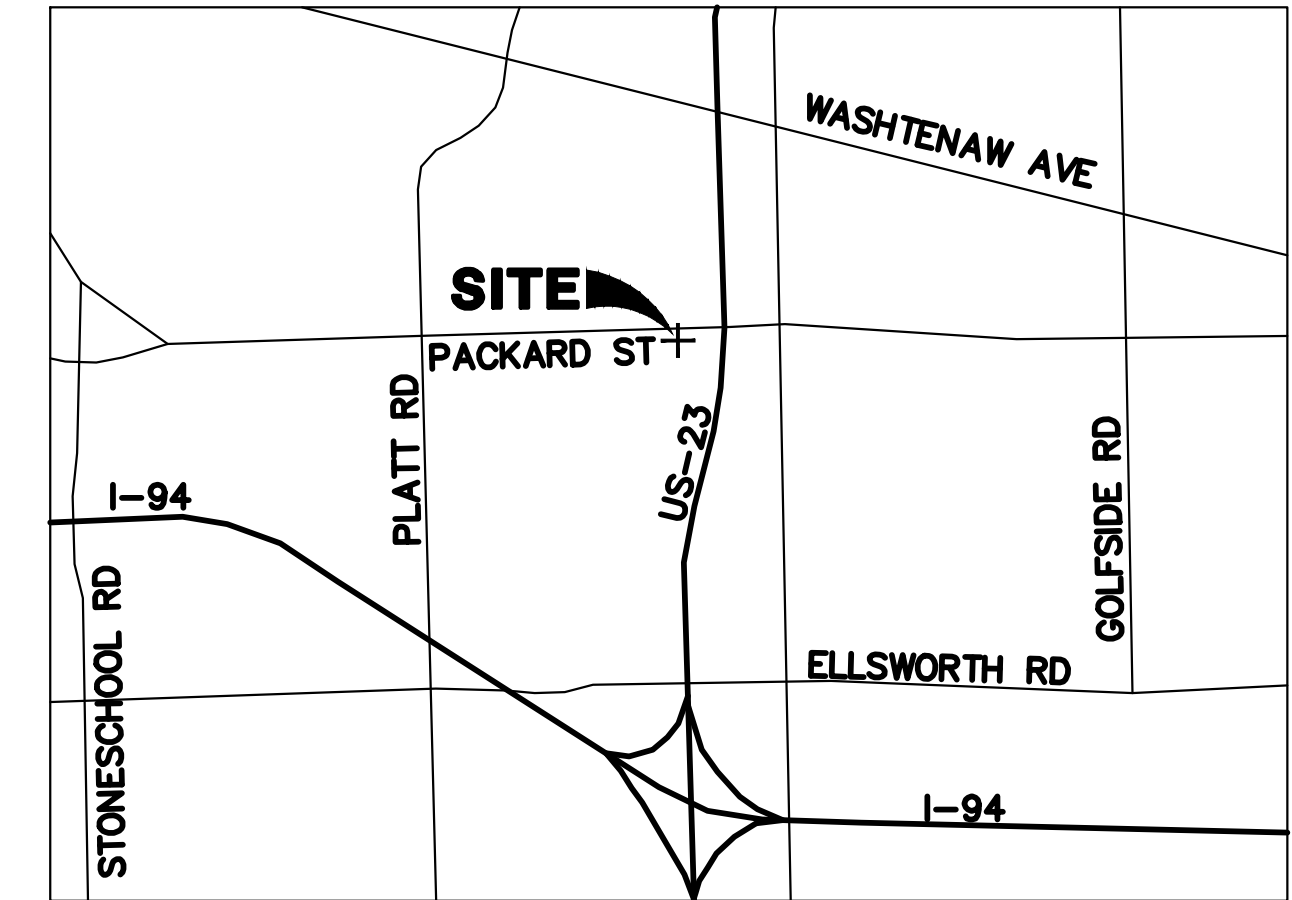 WASHTENAW AVE
SITE
PACKARD ST
PLATT RD
US-23
GOLFSIDE RD
I-94
STONESCHOOL RD
ELLSWORTH RD
I-94